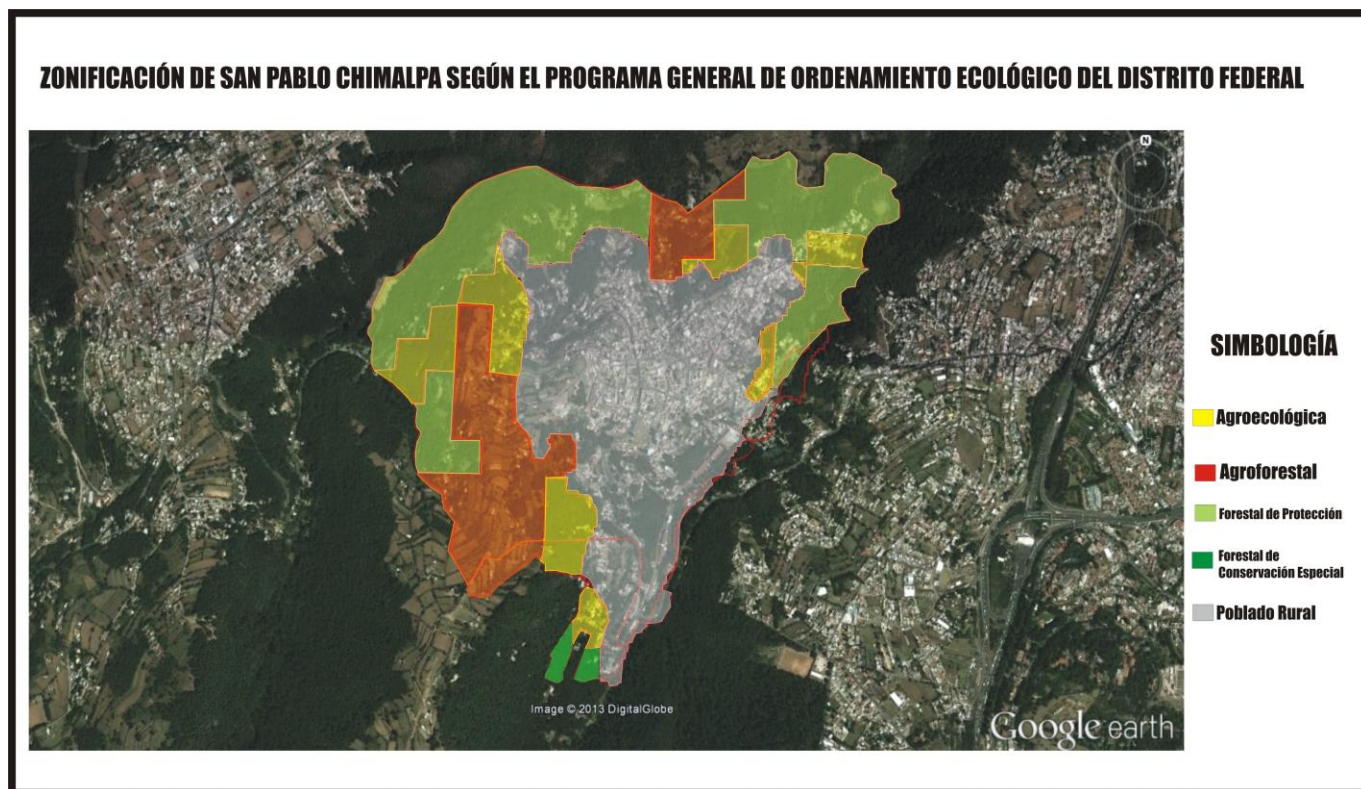 ZONIFICACIÓN DE SAN PABLO CHIMALPA SEGÚN EL PROGRAMA GENERAL DE ORDENAMIENTO ECOLÓGICO DEL DISTRITO FEDERAL
N
SIMBOLOGÍA
Agroecológica
Agroforestal
Forestal de Protección
Forestal de
Conservación Especial
Poblado Rural
Image © 2013 DigitalGlobe
Google earth